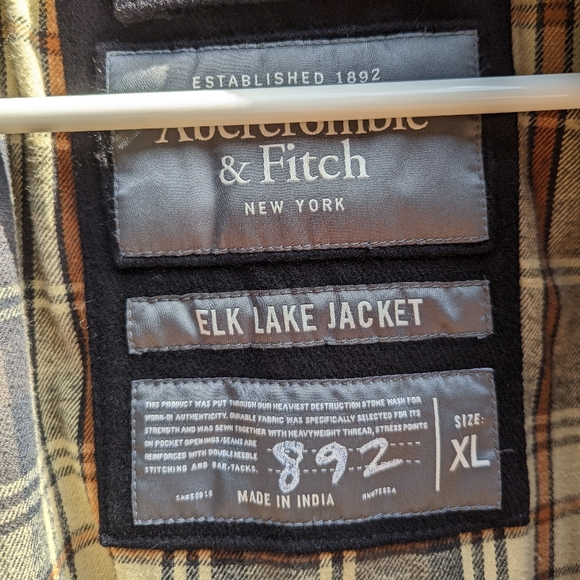 ESTABLISHED 1892
Abercrombie
& Fitch
NEW YORK
ELK LAKE JACKET
THIS PRODUCT WAS PUT THROUGH OUR HEAVIEST DESTRUCTION STONE WASH FOR
WORN-IN AUTHENTICITY. DURABLE FABRIC WAS SPECIFICALLY SELECTED FOR ITS
STRENGTH AND WAS SEWN TOGETHER WITH HEAVYWEIGHT THREAD, STRESS POINTS
ON POCKET OPENINGS/SEAMS ARE
REINFORCED WITH DOUBLE NEEDLE
STITCHING AND BAR-TACKS.
892
MADE IN INDIA
SIZE:
XL